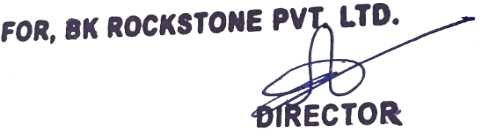 FOR, BK ROCKSTONE PVT. LTD.
DIRECTOR